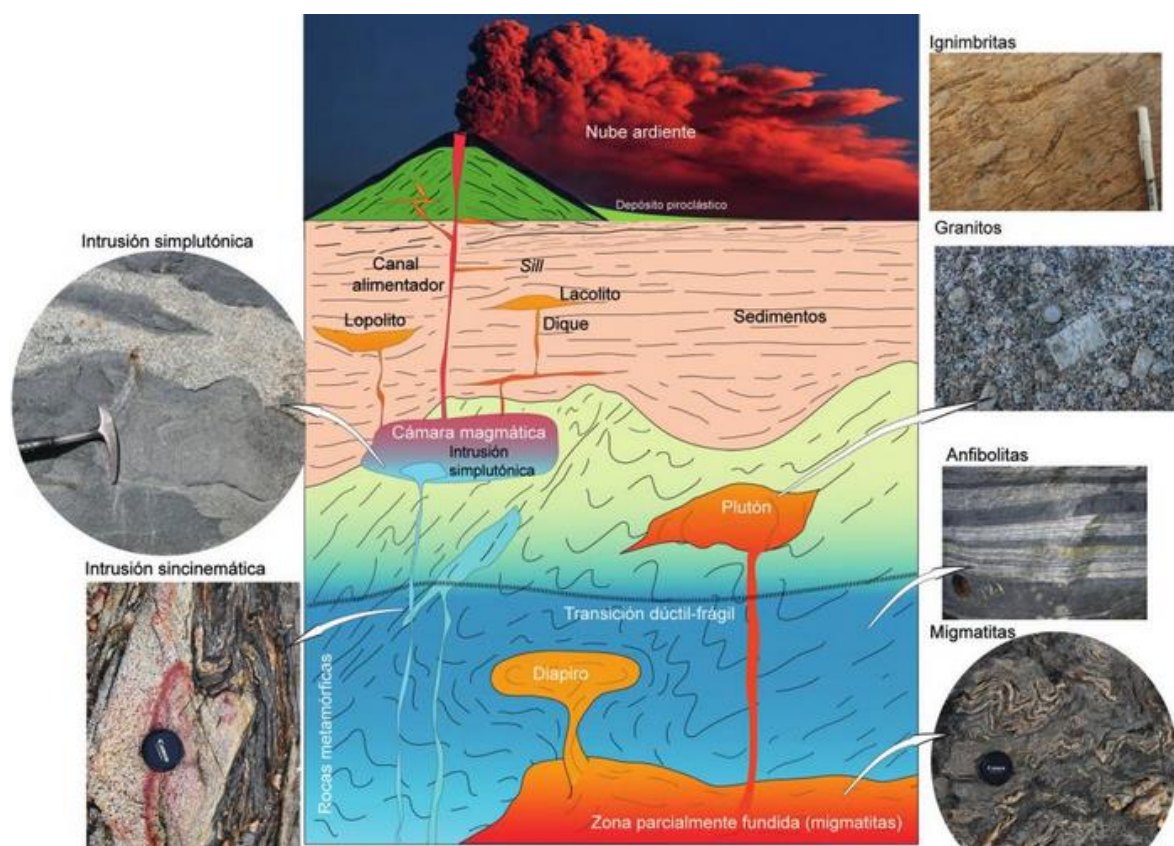 Ignimbritas
Nube ardiente
Depósito piroclástico
Granitos
Intrusión simplutónica
Canal
alimentador
Sill
Lacolito
Lopolito
Dique
Sedimentos
Cámara magmática
Intrusión
simplutónica
Anfibolitas
Plutón
Intrusión sincinemática
Transición dúctil-frágil
Migmatitas
Diapiro
Rocas metamórficas
Zona parcialmente fundida (migmatitas)